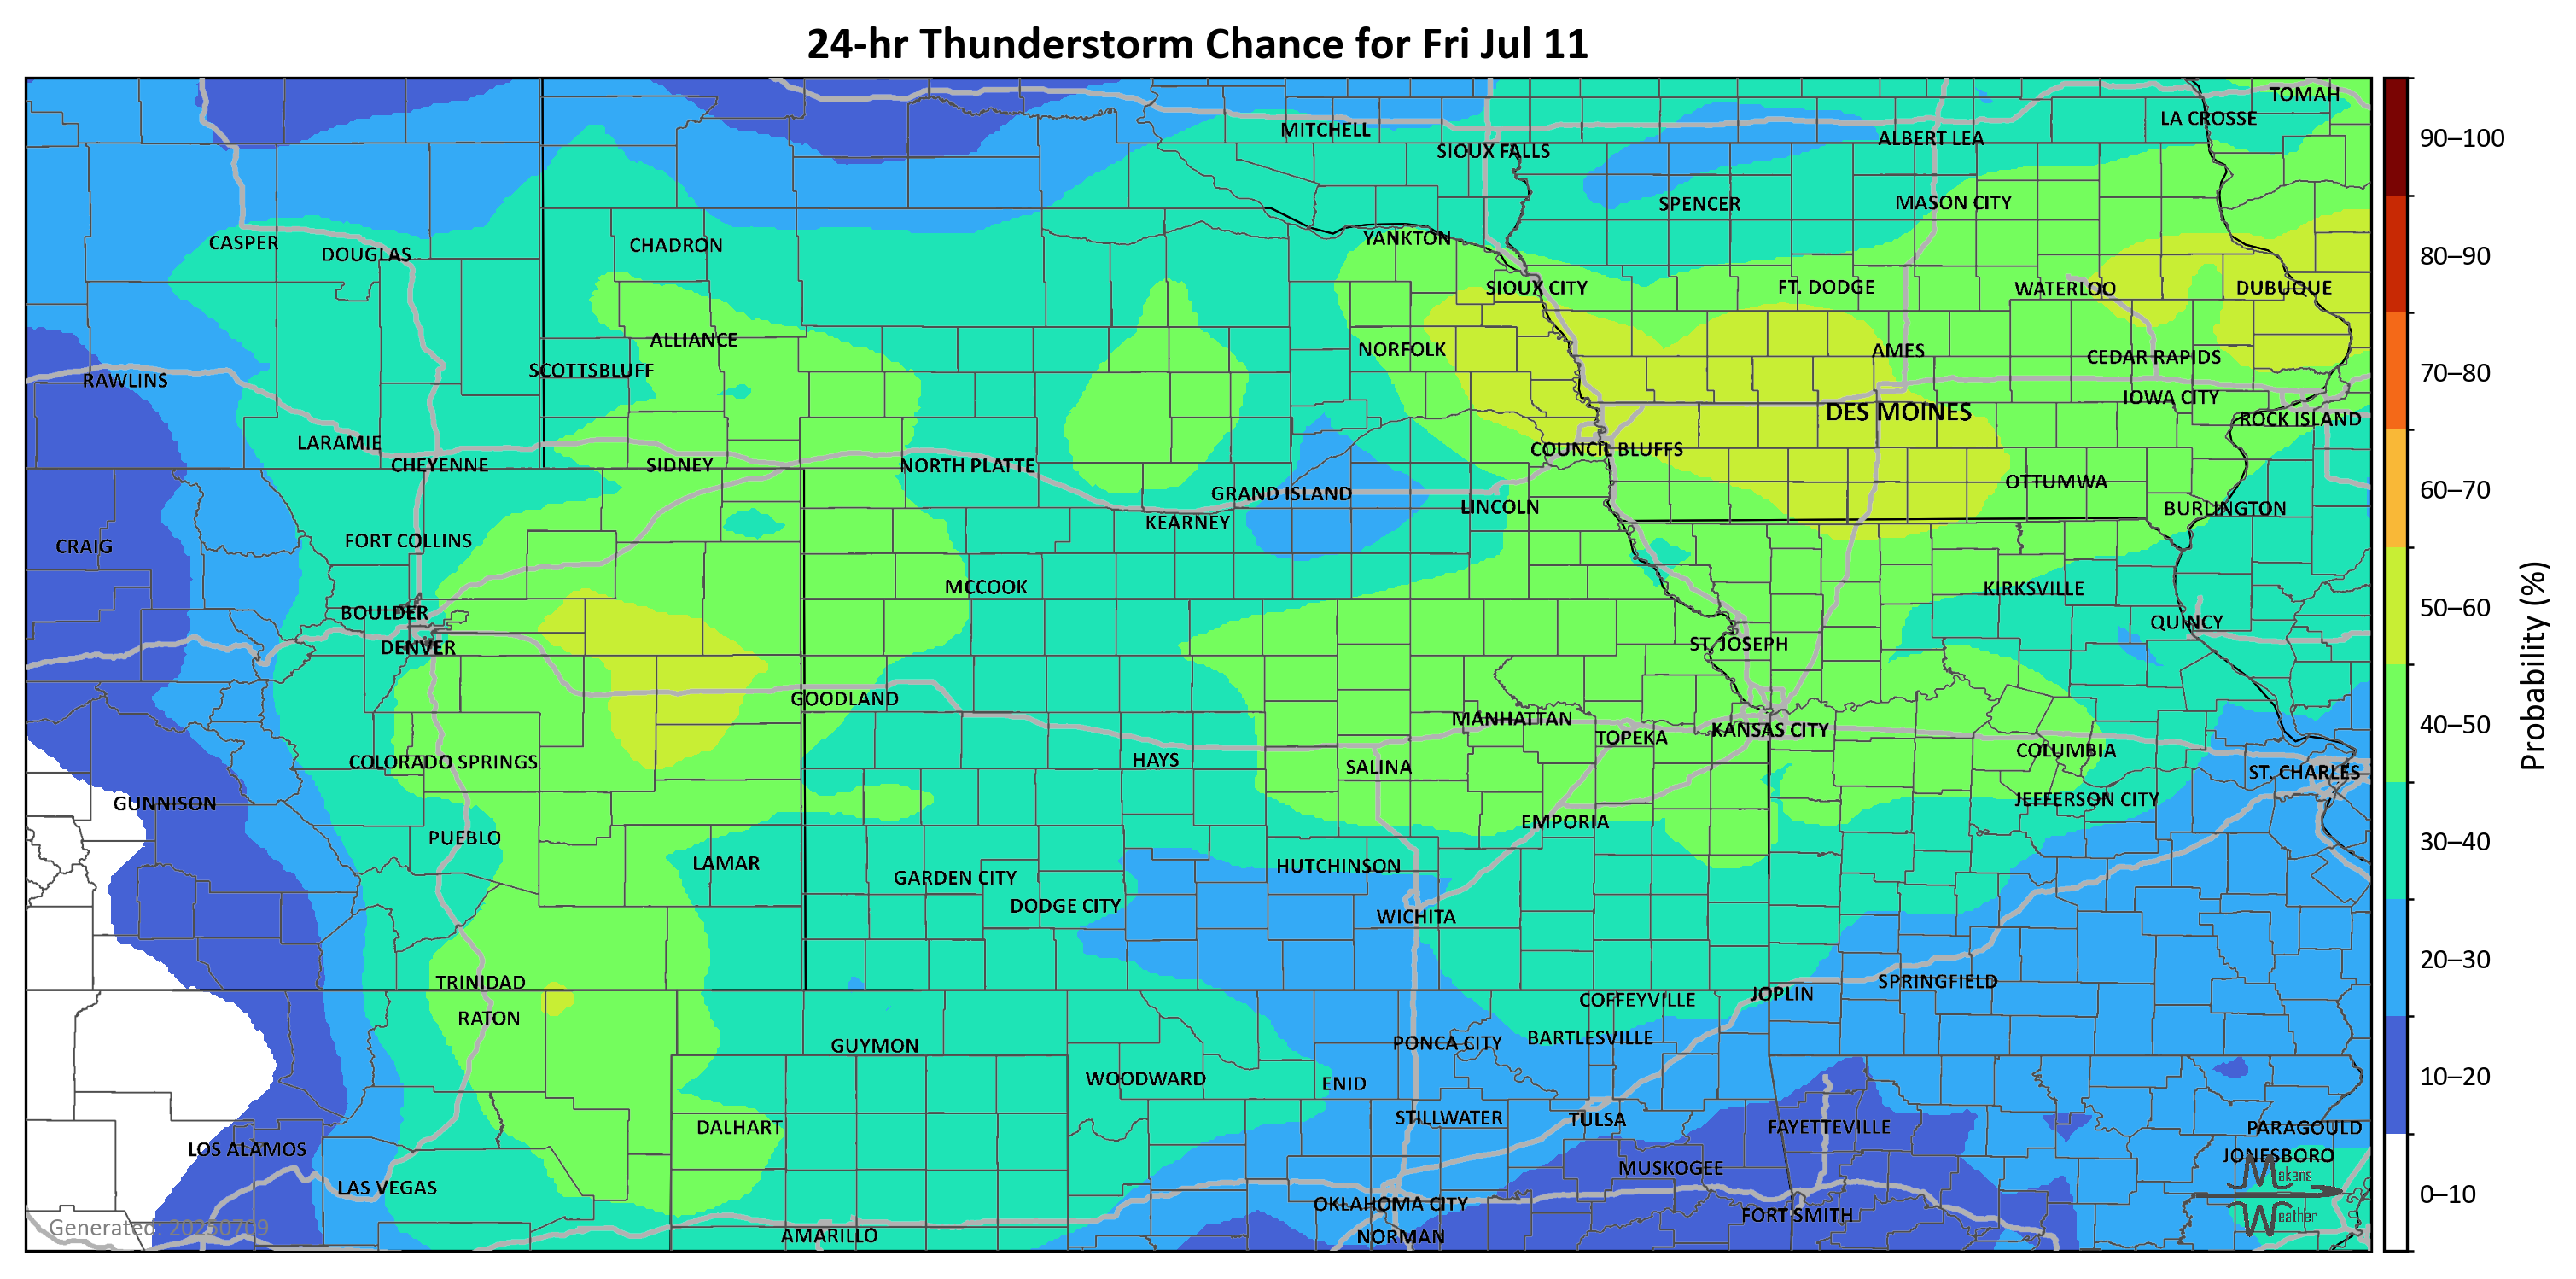 24-hr Thunderstorm Chance for Fri Jul 11
TOMAH
LA CROSSE
MITCHELL
ALBERT LEA
90–100
SIOUX FALLS
SPENCER
MASON CITY
CASPER
DOUGLAS
CHADRON
YANKTON
80–90
SIOUX CITY
FT. DODGE
WATERLOO
DUBUQUE
ALLIANCE
NORFOLK
AMES
CEDAR RAPIDS
RAWLINS
SCOTTSBLUFF
70–80
IOWA CITY
DES MOINES
ROCK ISLAND
LARAMIE
COUNCIL BLUFFS
CHEYENNE
SIDNEY
NORTH PLATTE
GRAND ISLAND
OTTUMWA
60–70
LINCOLN
BURLINGTON
KEARNEY
CRAIG
FORT COLLINS
MCCOOK
KIRKSVILLE
BOULDER
50–60
QUINCY
DENVER
ST. JOSEPH
Probability (%)
GOODLAND
MANHATTAN
TOPEKA
KANSAS CITY
40–50
COLORADO SPRINGS
HAYS
SALINA
COLUMBIA
ST. CHARLES
GUNNISON
JEFFERSON CITY
PUEBLO
EMPORIA
30–40
LAMAR
GARDEN CITY
HUTCHINSON
DODGE CITY
WICHITA
20–30
TRINIDAD
SPRINGFIELD
RATON
COFFEYVILLE
JOPLIN
GUYMON
PONCA CITY
BARTLESVILLE
WOODWARD
ENID
10–20
DALHART
STILLWATER
TULSA
FAYETTEVILLE
PARAGOULD
LOS ALAMOS
MUSKOGEE
JONESBORO
LAS VEGAS
OKLAHOMA CITY
Makens
0–10
FORT SMITH
Weather
Generated: 20250709
AMARILLO
NORMAN